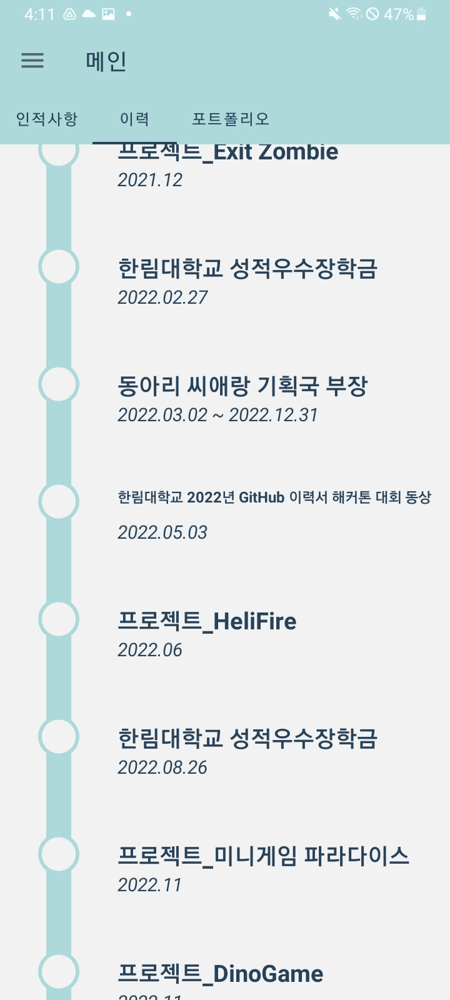 4:11
47%
메인
인적사항 이력 포트폴리오
프로젝트_Exit Zombie
2021.12
한림대학교 성적우수장학금
2022.02.27
동아리 씨애랑 기획국 부장
2022.03.02 ~ 2022.12.31
한림대학교 2022년 GitHub 이력서 해커톤 대회 동상
2022.05.03
프로젝트_HeliFire
2022.06
한림대학교 성적우수장학금
2022.08.26
프로젝트_미니게임 파라다이스
2022.11
프로젝트_DinoGame
2022.11